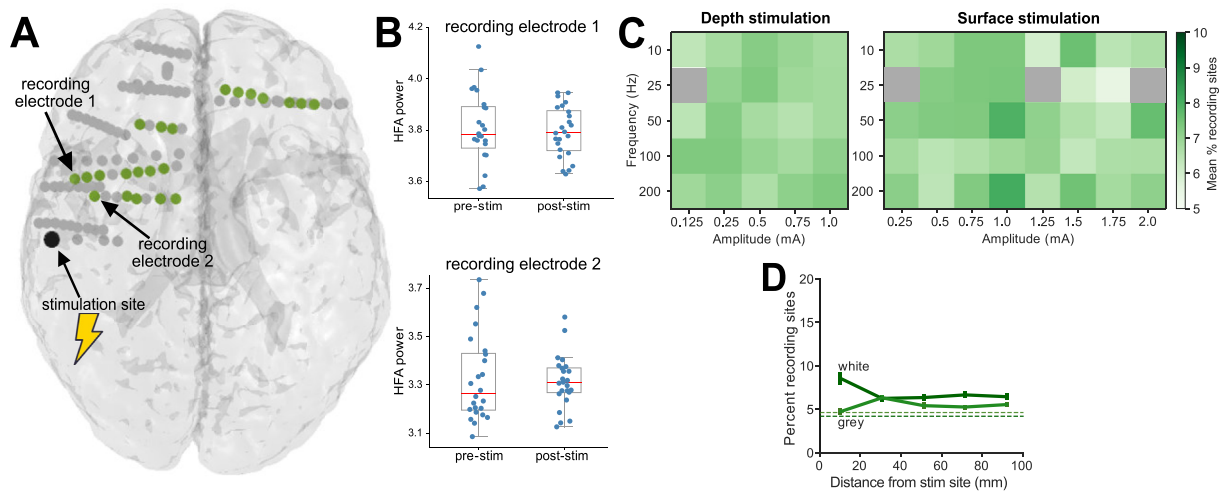 A
recording
electrode 1
recording
electrode 2
stimulation site
B
recording electrode 1
4.2
4.0
3.8
3.6
HFA power
pre-stim
post-stim
recording electrode 2
3.7
3.5
3.3
3.1
HFA power
pre-stim
post-stim
C
Depth stimulation
Frequency (Hz)
10
25
50
100
200
0.125
0.25
0.5
0.75
1.0
Amplitude (mA)
Surface stimulation
10
25
50
100
200
0.25
0.5
0.75
1.0
1.25
1.5
1.75
2.0
Amplitude (mA)
10
9
8
7
6
5
Mean % recording sites
D
Percent recording sites
20
15
10
5
0
white
grey
0
20
40
60
80
100
Distance from stim site (mm)